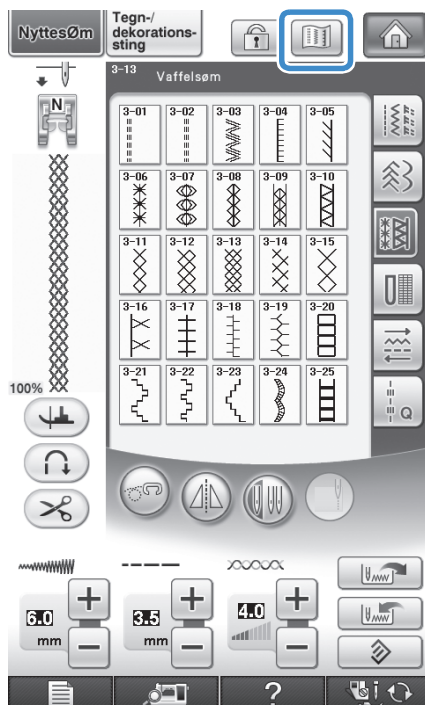 NyttesØm
Tegn-/
dekorations-
sting
3-13
Vaffelsøm
N
3-01 3-02 3-03 3-04 3-05
3-06 3-07 3-08 3-09 3-10
3-11 3-12 3-13 3-14 3-15
3-16 3-17 3-18 3-19 3-20
3-21 3-22 3-23 3-24 3-25
Q
100%
6.0 3.5 4.0
mm mm
? i